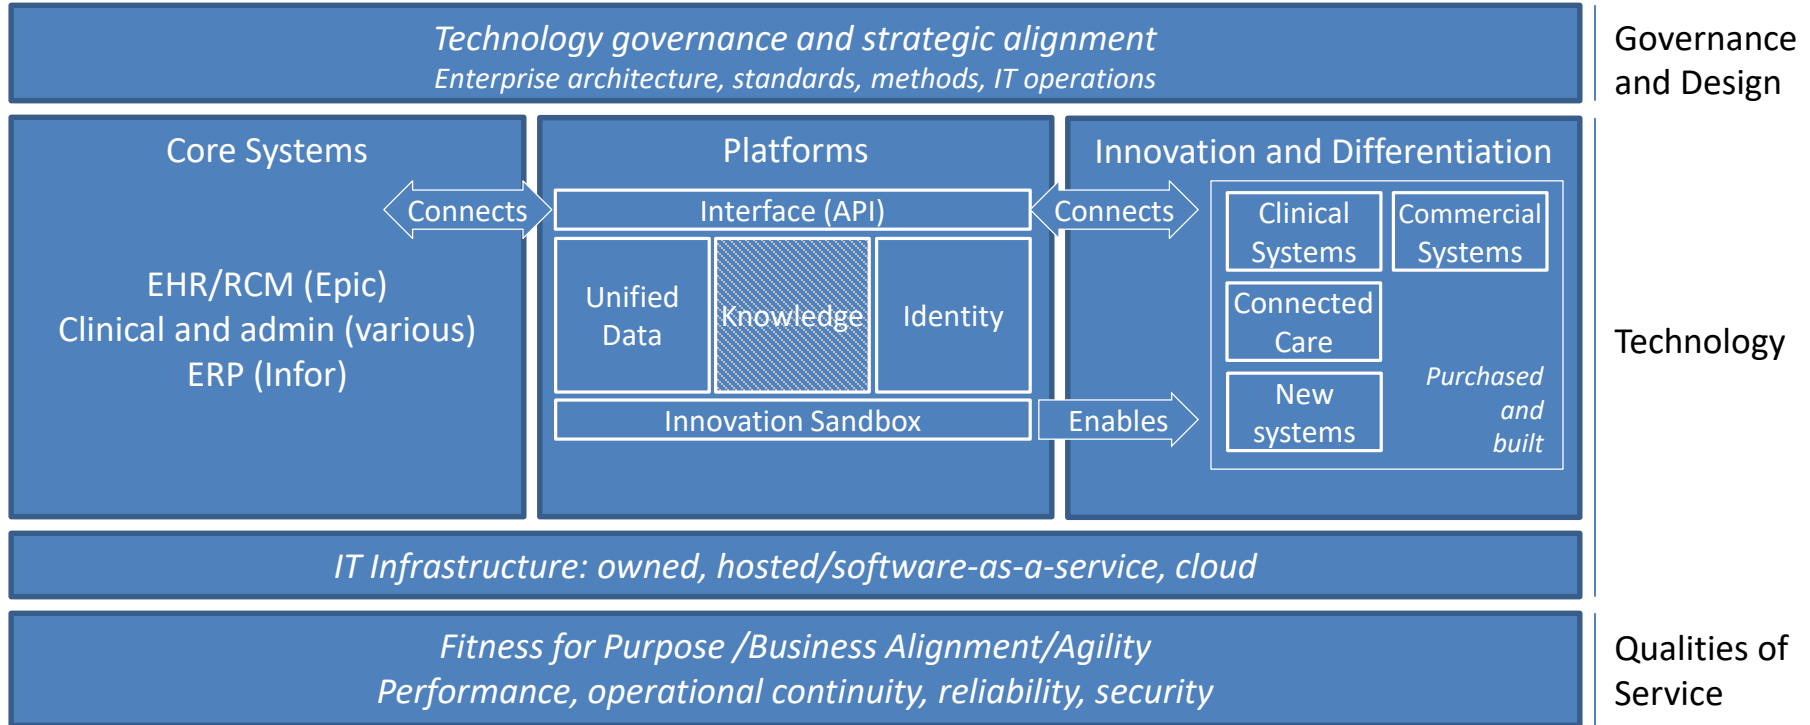 Technology governance and strategic alignment
Enterprise architecture, standards, methods, IT operations
Governance
and Design
Core Systems
Connects
EHR/RCM (Epic)
Clinical and admin (various)
ERP (Infor)
Platforms
Interface (API)
Unified
Data
Knowledge
Identity
Innovation Sandbox
Connects
Enables
Innovation and Differentiation
Clinical
Systems
Commercial
Systems
Connected
Care
New
systems
Purchased
and
built
Technology
IT Infrastructure: owned, hosted/software-as-a-service, cloud
Fitness for Purpose /Business Alignment/Agility
Performance, operational continuity, reliability, security
Qualities of
Service